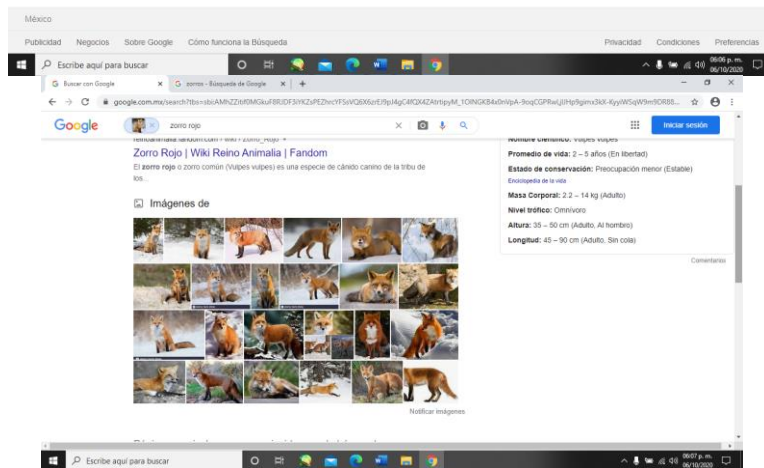 México
Publicidad Negocios Sobre Google Cómo funciona la Búsqueda Privacidad Condiciones Preferencias
Escribe aquí para buscar 06:06 p. m.
06/10/2020
Buscar con Google zorros - Búsqueda de Google
Google zorro rojo Iniciar sesión
Zorro Rojo | Wiki Reino Animalia | Fandom
El zorro rojo o zorro común (Vulpes vulpes) es una especie de cánido canino de la tribu de
los...
Imágenes de
Notificar imágenes
Nombre científico: Vulpes vulpes
Promedio de vida: 2 – 5 años (En libertad)
Estado de conservación: Preocupación menor (Estable)
Enciclopedia de la vida
Masa Corporal: 2.2 – 14 kg (Adulto)
Nivel trófico: Omnívoro
Altura: 35 – 50 cm (Adulto, Al hombro)
Longitud: 45 – 90 cm (Adulto, Sin cola)
Comentarios
Escribe aquí para buscar 06:07 p. m.
06/10/2020